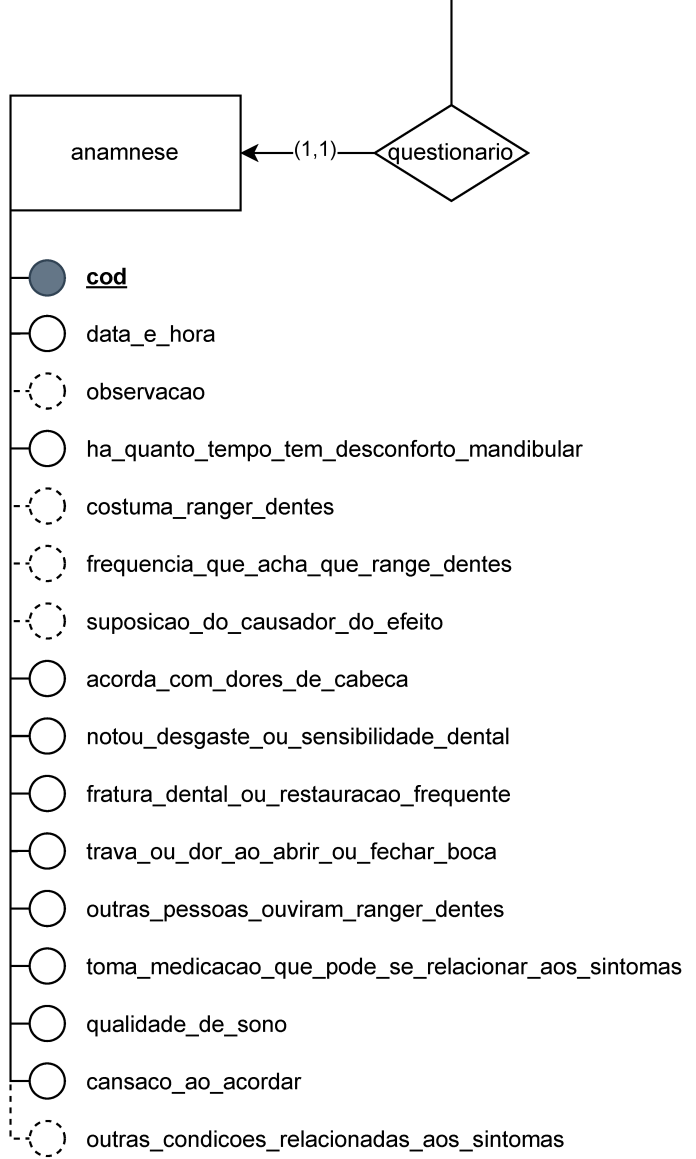 anamnese
(1,1)
questionario
cod
data_e_hora
observacao
ha_quanto_tempo_tem_desconforto_mandibular
costuma_ranger_dentes
frequencia_que_acha_que_range_dentes
suposicao_do_causador_do_efeito
acorda_com_dores_de_cabeca
notou_desgaste_ou_sensibilidade_dental
fratura_dental_ou_restauracao_frequente
trava_ou_dor_ao_abrir_ou_fechar_boca
outras_pessoas_ouviram_ranger_dentes
toma_medicacao_que_pode_se_relacionar_aos_sintomas
qualidade_de_sono
cansaco_ao_acordar
outras_condicoes_relacionadas_aos_sintomas